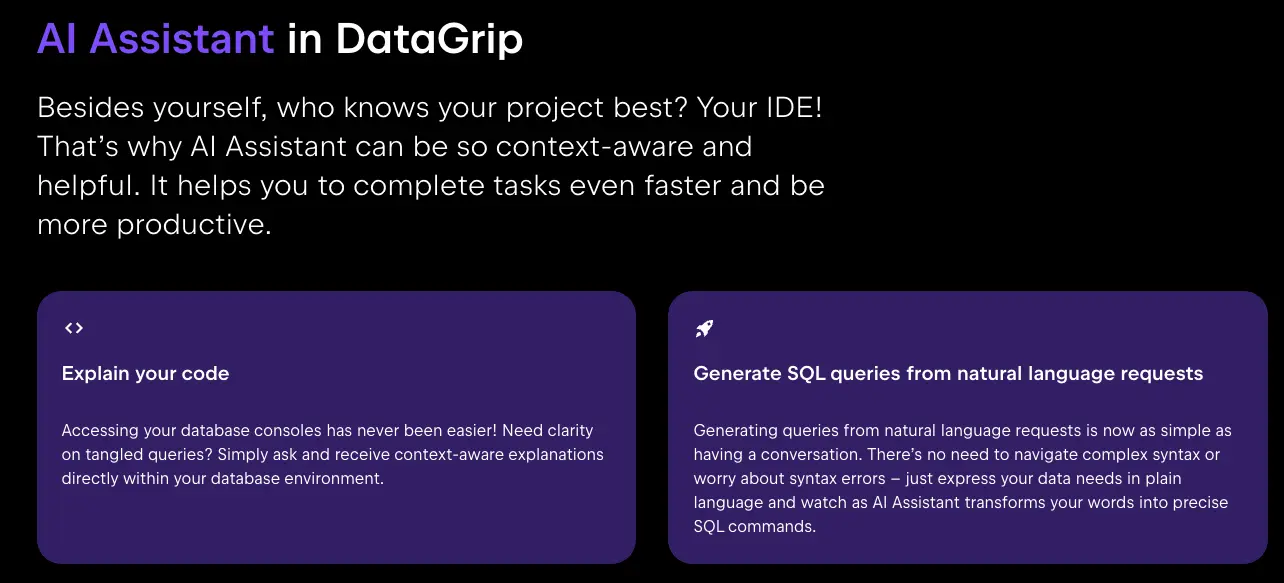 AI Assistant in DataGrip
Besides yourself, who knows your project best? Your IDE!
That’s why AI Assistant can be so context-aware and
helpful. It helps you to complete tasks even faster and be
more productive.
Explain your code
Accessing your database consoles has never been easier! Need clarity
on tangled queries? Simply ask and receive context-aware explanations
directly within your database environment.
Generate SQL queries from natural language requests
Generating queries from natural language requests is now as simple as
having a conversation. There’s no need to navigate complex syntax or
worry about syntax errors – just express your data needs in plain
language and watch as AI Assistant transforms your words into precise
SQL commands.